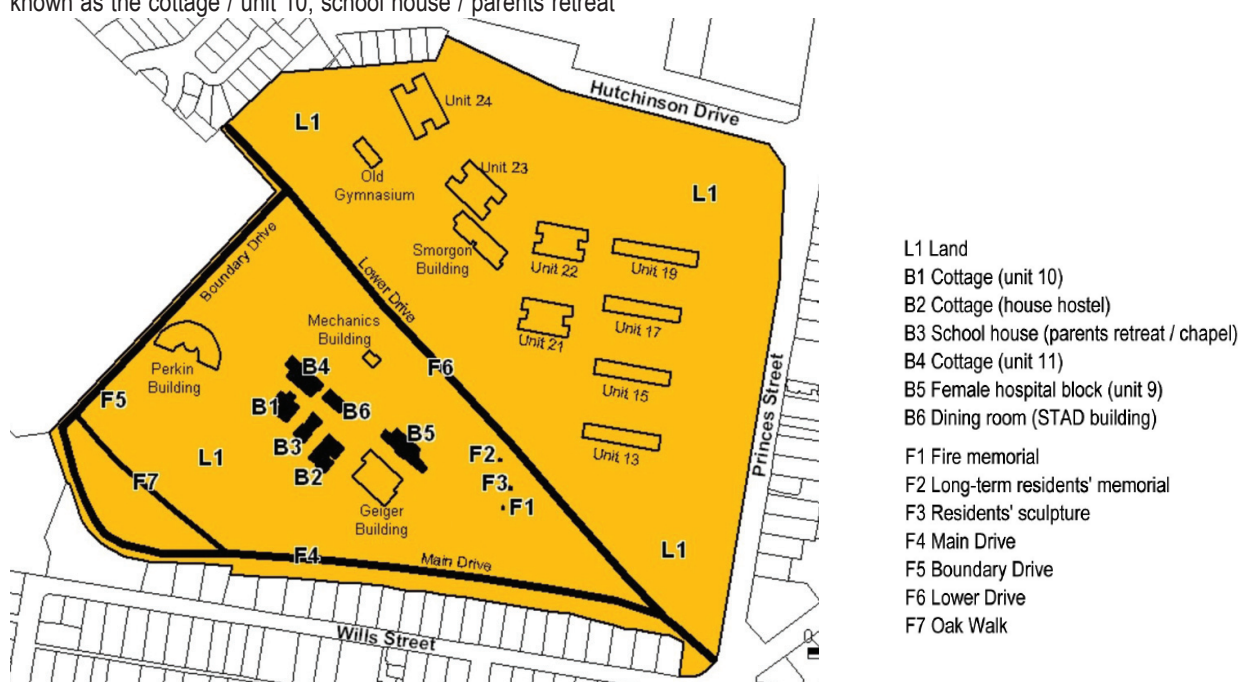 known as the cottage / unit 10, school house / parents retreat
Hutchinson Drive
Unit 24
L1
Old
Gymnasium
Unit 23
L1
Smorgon
Building
Unit 22
Unit 19
Boundary Drive
Lower Drive
Unit 21
Unit 17
Mechanics
Building
Perkin
Building
B4
F6
Unit 15
Princes Street
F5
B1
B6
B3
B5
L1
B2
F2
Unit 13
F7
F3
Geiger
Building
F1
F4
Main Drive
L1
Wills Street
L1 Land
B1 Cottage (unit 10)
B2 Cottage (house hostel)
B3 School house (parents retreat / chapel)
B4 Cottage (unit 11)
B5 Female hospital block (unit 9)
B6 Dining room (STAD building)
F1 Fire memorial
F2 Long-term residents' memorial
F3 Residents' sculpture
F4 Main Drive
F5 Boundary Drive
F6 Lower Drive
F7 Oak Walk